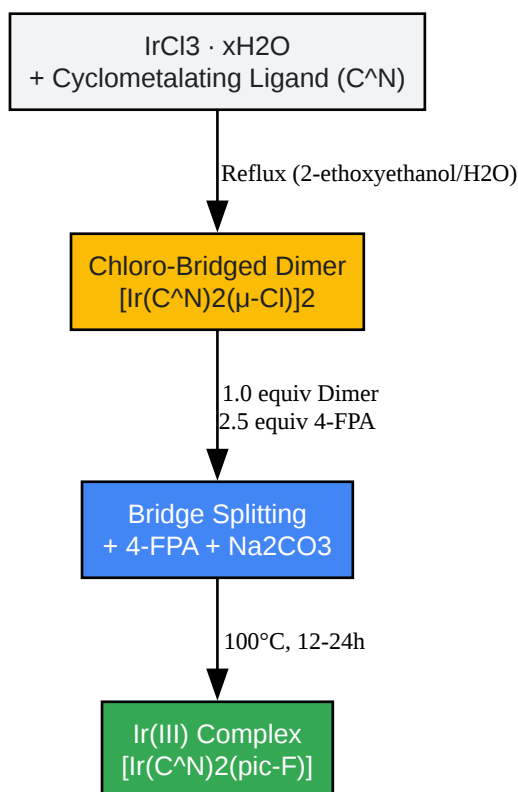 IrCl3 · xH2O
+ Cyclometalating Ligand (C^N)
Reflux (2-ethoxyethanol/H2O)
Chloro-Bridged Dimer
[Ir(C^N)2(μ-Cl)]2
1.0 equiv Dimer
2.5 equiv 4-FPA
Bridge Splitting
+ 4-FPA + Na2CO3
100°C, 12-24h
Ir(III) Complex
[Ir(C^N)2(pic-F)]